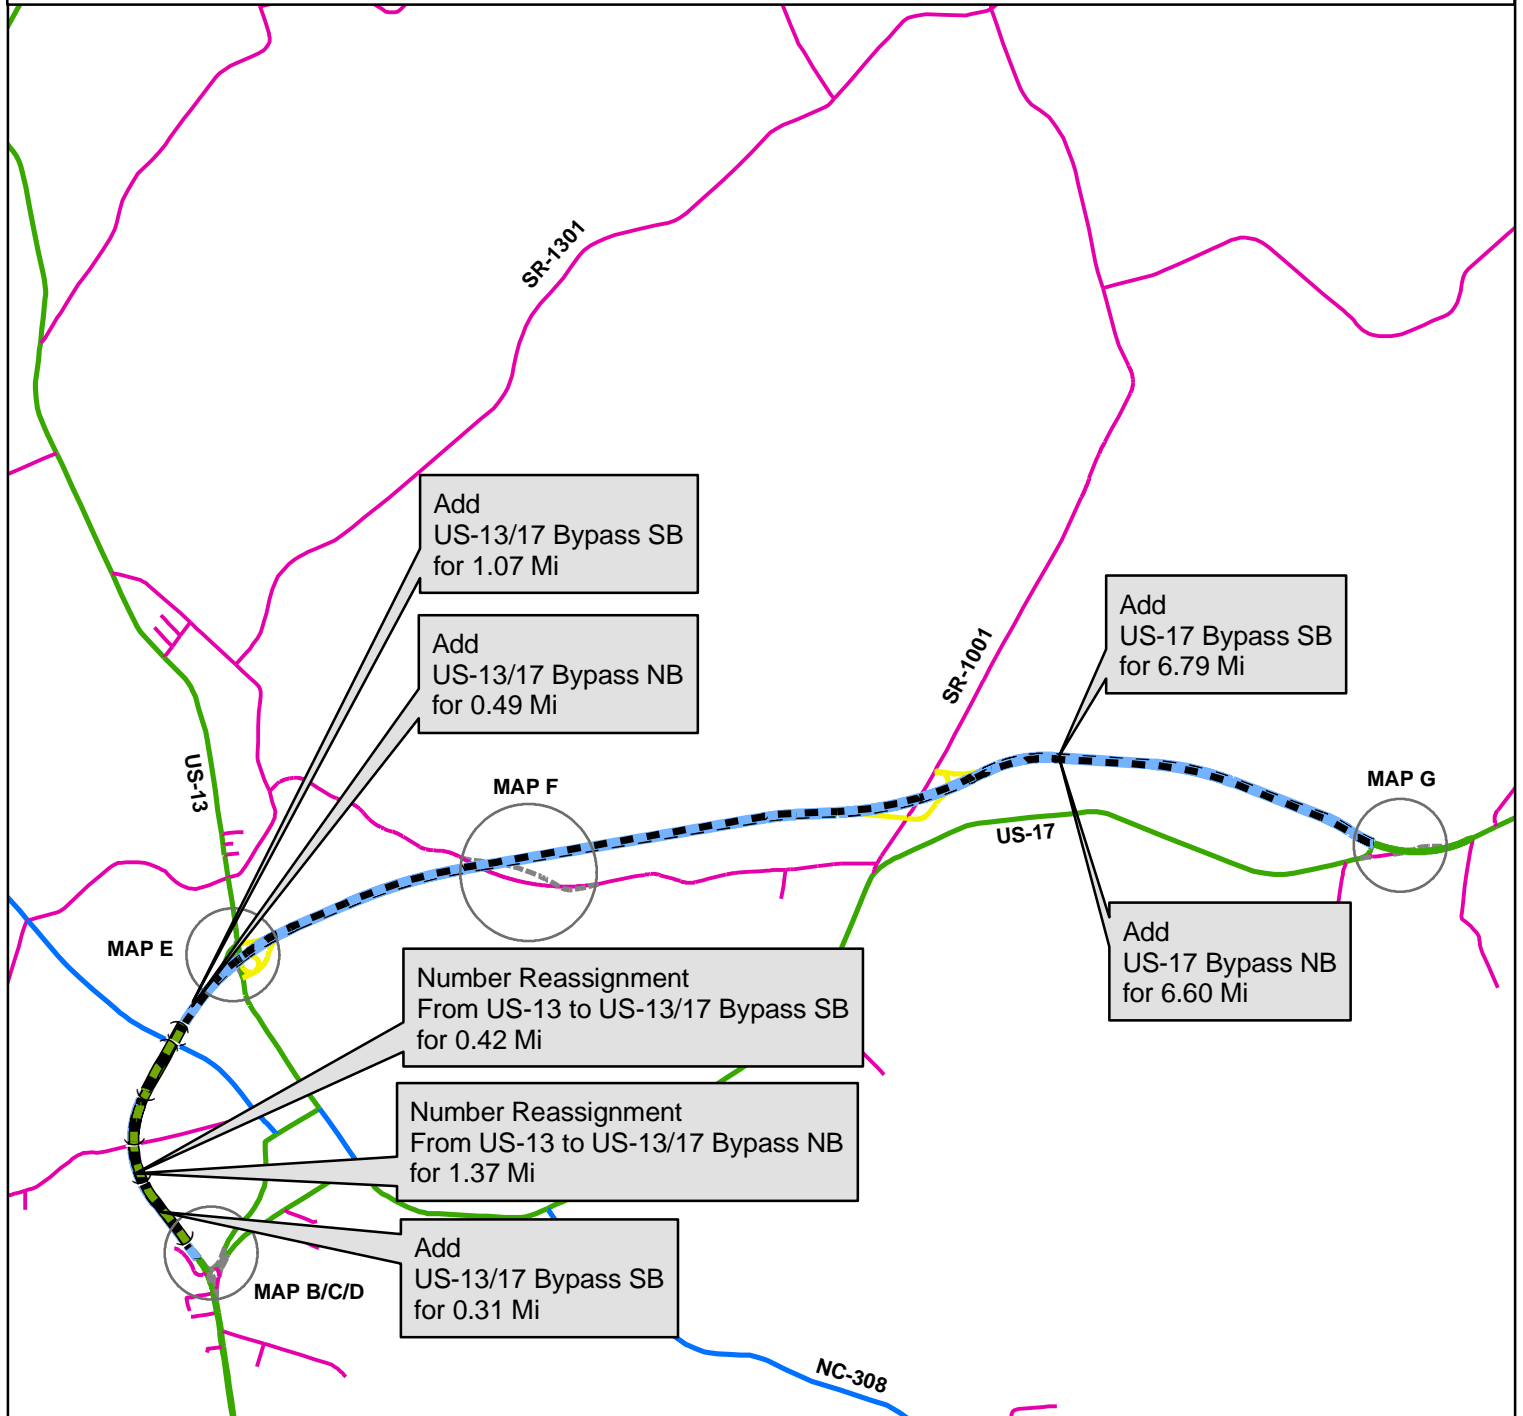 SR-1301
Add
US-13/17 Bypass SB
for 1.07 Mi
Add
US-17 Bypass SB
for 6.79 Mi
Add
US-13/17 Bypass NB
for 0.49 Mi
SR-1001
US-13
MAP F
MAP G
US-17
MAP E
Add
US-17 Bypass NB
for 6.60 Mi
Number Reassignment
From US-13 to US-13/17 Bypass SB
for 0.42 Mi
Number Reassignment
From US-13 to US-13/17 Bypass NB
for 1.37 Mi
Add
US-13/17 Bypass SB
for 0.31 Mi
MAP B/C/D
NC-308